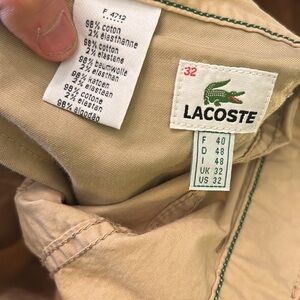 F 4712
98% cotton
2% elasthanne
98% cotton
2% elastane
98% baumwolle
2% elasthan
98% katoen
2% elastaan
98% cotone
2% elastan
98% algodão
32
LACOSTE
F 40
D 48
I 48
UK 32
US 32